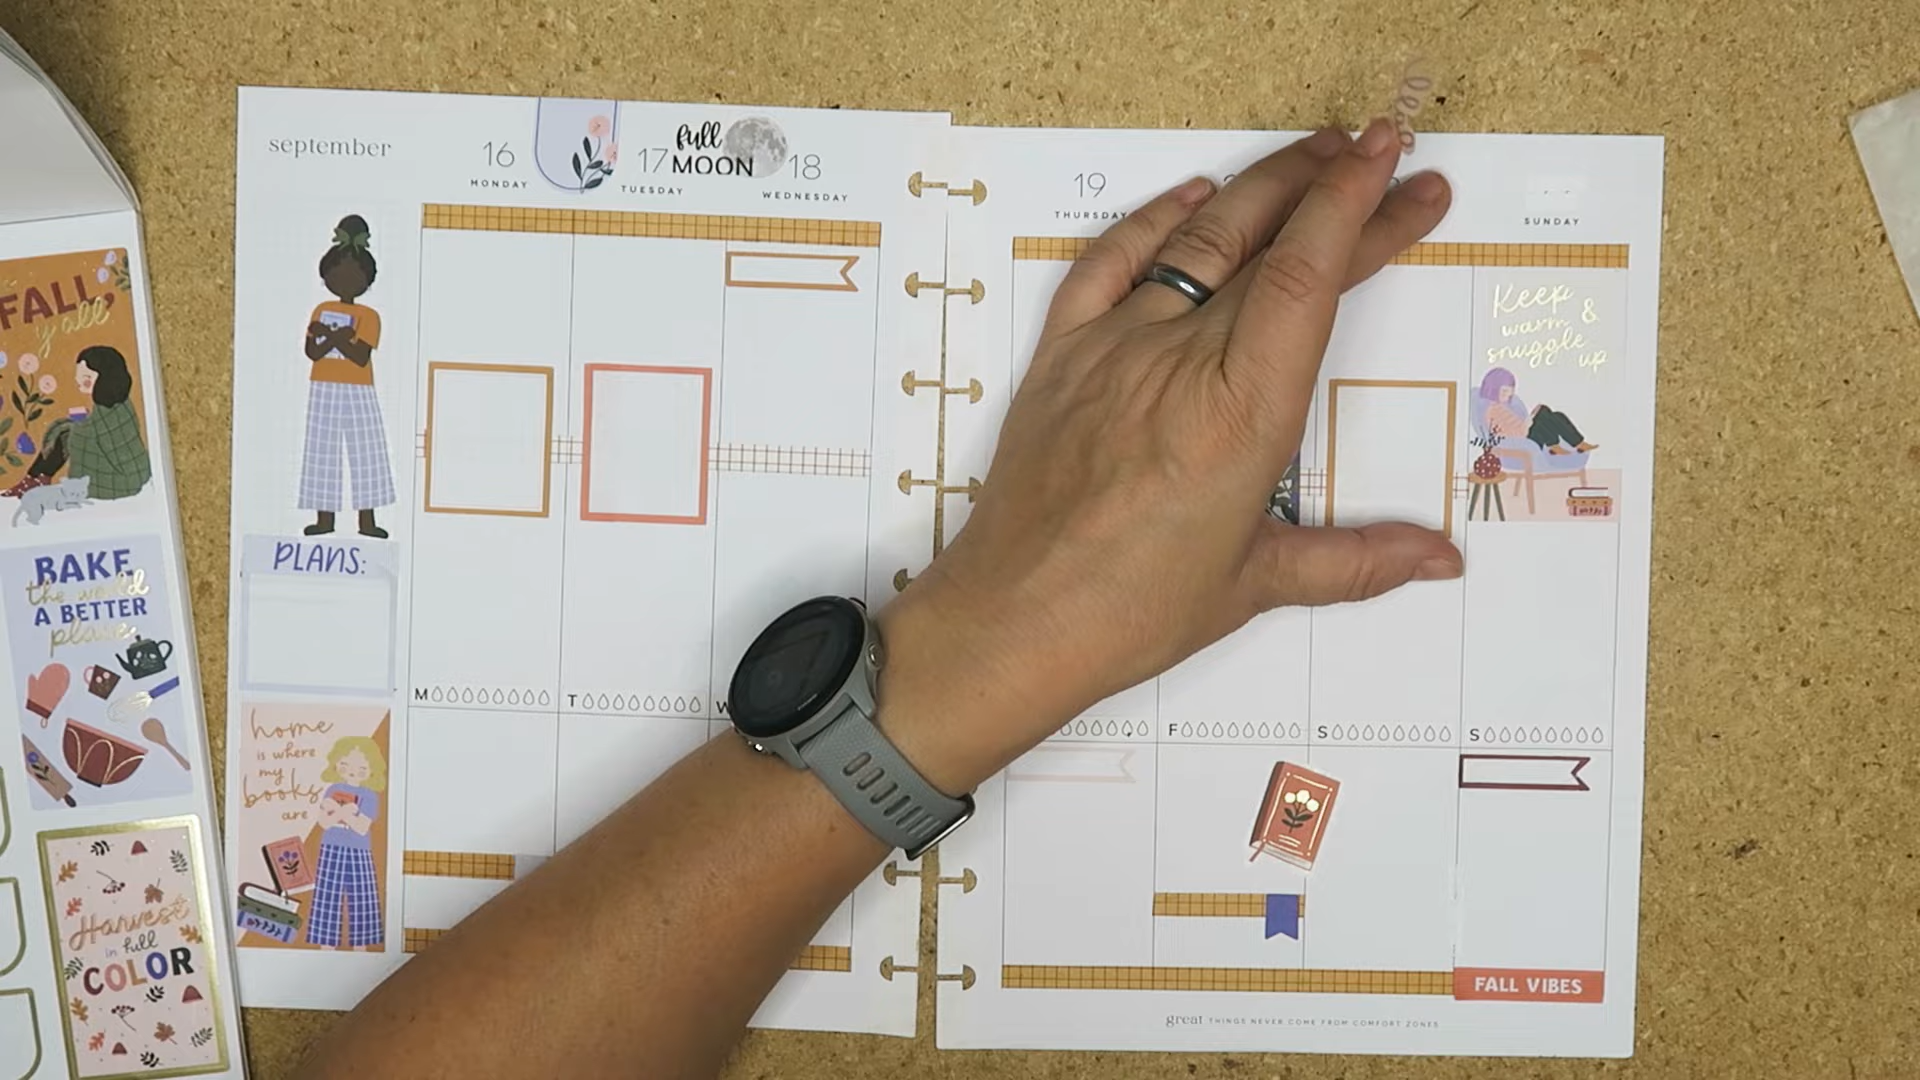 september
16
MONDAY
17
TUESDAY
full
MOON
18
WEDNESDAY
19
THURSDAY
SUNDAY
FALL,
y'all
Keep
warm &
snuggle
up
PLANS:
BAKE
the world
A BETTER
place
M
T
W
F
S
S
home
is where
my
books
are
Harvest
in full
COLOR
FALL VIBES
great THINGS NEVER COME FROM COMFORT ZONES